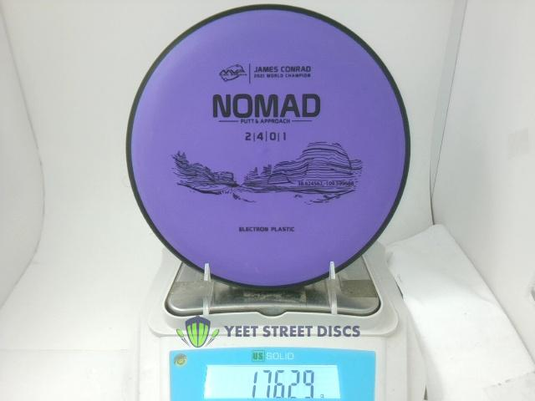 JAMES CONRAD
2021 WORLD CHAMPION
NOMAD
PUTT & APPROACH
2|4|0|1
ELECTRON PLASTIC
YEET STREET DISCS
US SOLID
176.29 g